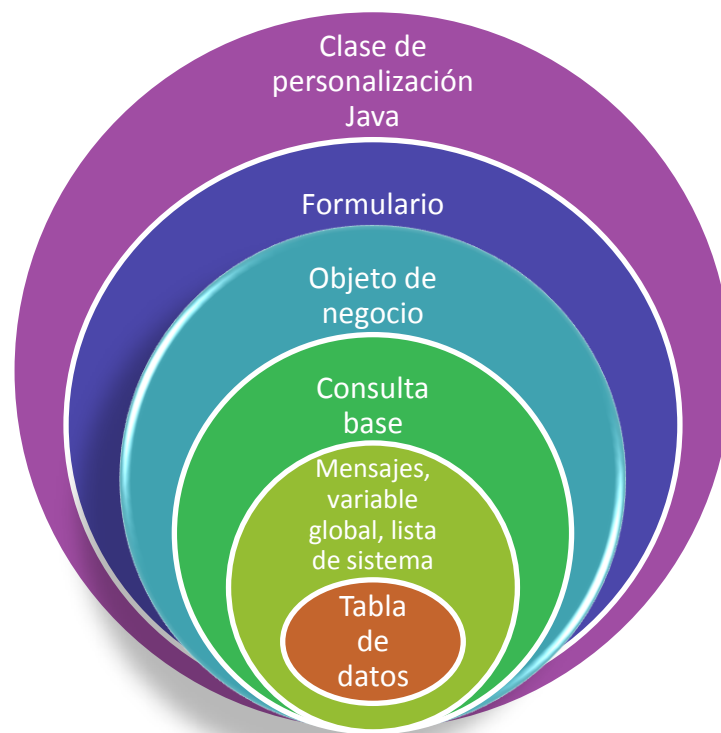 Clase de
personalización
Java
Formulario
Objeto de
negocio
Consulta
base
Mensajes,
variable
global, lista
de sistema
Tabla
de
datos